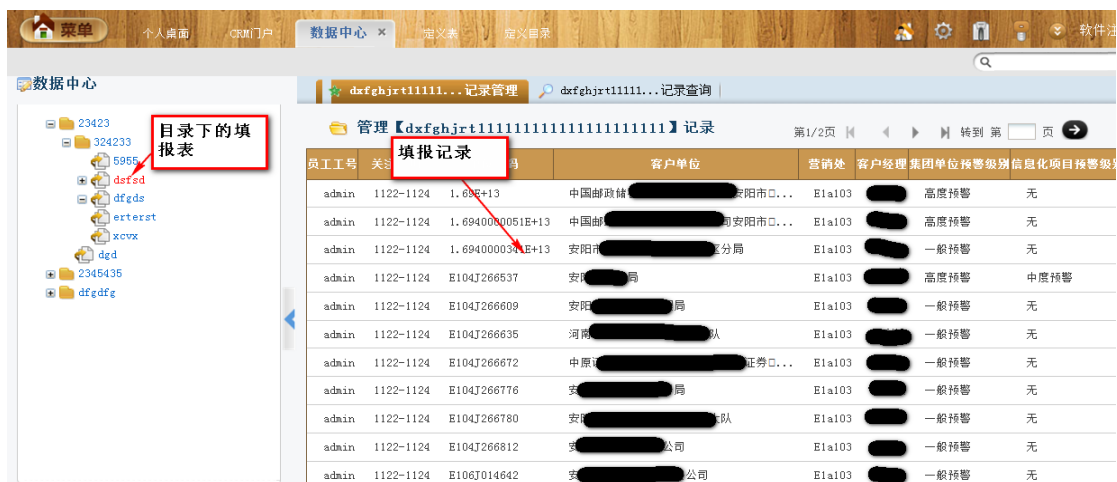 菜单 个人桌面 CRM门户 数据中心 × 定义表 定义目录 软件注
数据中心
dxfghjrt11111...记录管理 dxfghjrt11111...记录查询
23423
324233
5955
dsfsd
dfgds
erterst
xcvx
dgd
2345435
dfgdfg
目录下的填
报表
管理【dxfghjrt1111111111111111111111】记录 第1/2页 转到 第 页
填报记录
员工工号 关注 码 客户单位 营销处 客户经理 集团单位预警级别 信息化项目预警级别
admin 1122-1124 1.69E+13 中国邮政储 安阳市... E1a103 高度预警 无
admin 1122-1124 1.6940000051E+13 中国邮 司安阳市... E1a103 高度预警 无
admin 1122-1124 1.6940000341E+13 安阳市 区分局 E1a103 一般预警 无
admin 1122-1124 E104J266537 安阳 局 E1a103 高度预警 中度预警
admin 1122-1124 E104J266609 安阳 局 E1a103 一般预警 无
admin 1122-1124 E104J266635 河南 队 E1a103 一般预警 无
admin 1122-1124 E104J266672 中原证 证券... E1a103 一般预警 无
admin 1122-1124 E104J266776 安 局 E1a103 一般预警 无
admin 1122-1124 E104J266780 安阳 队 E1a103 一般预警 无
admin 1122-1124 E104J266812 安 公司 E1a103 一般预警 无
admin 1122-1124 E106J014642 安 公司 E1a103 一般预警 无